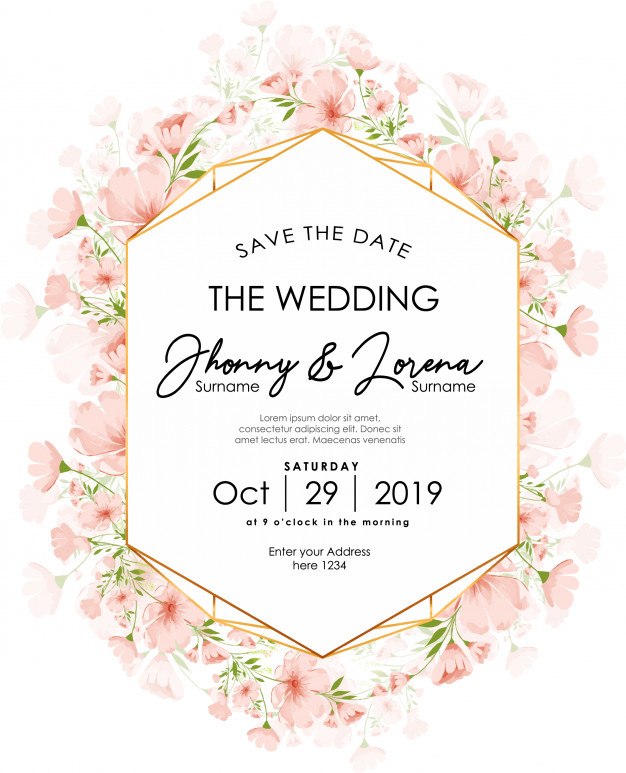 SAVE THE DATE
THE WEDDING
Jhonny & Lorena
Surname Surname
Lorem ipsum dolor sit amet,
consectetur adipiscing elit. Duis sit
amet lectus erat. Maecenas venenatis
SATURDAY
Oct | 29 | 2019
at 9 o'clock in the morning
Enter your Address
here 1234